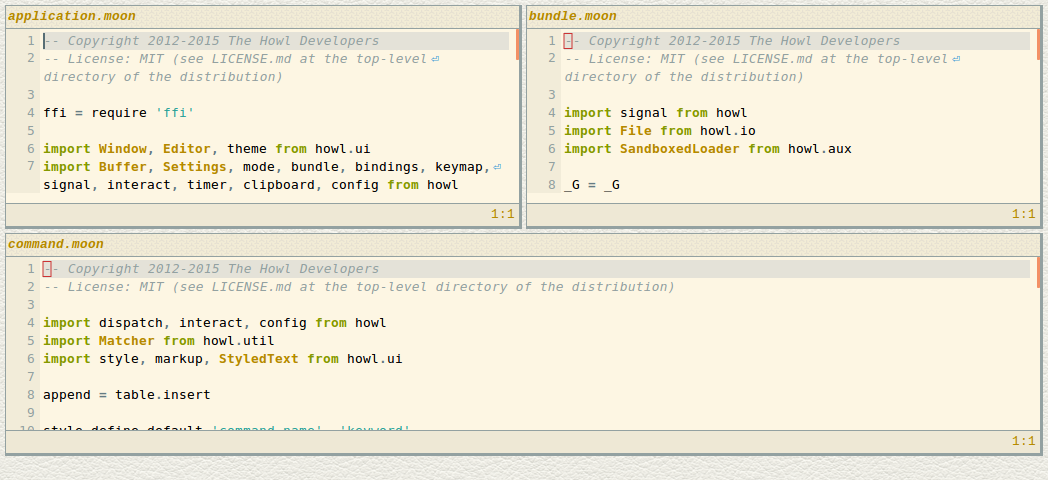 application.moon
1 -- Copyright 2012-2015 The Howl Developers
2 -- License: MIT (see LICENSE.md at the top-level⏎
directory of the distribution)
3
4 ffi = require 'ffi'
5
6 import Window, Editor, theme from howl.ui
7 import Buffer, Settings, mode, bundle, bindings, keymap,⏎
signal, interact, timer, clipboard, config from howl
1:1
bundle.moon
1 -- Copyright 2012-2015 The Howl Developers
2 -- License: MIT (see LICENSE.md at the top-level⏎
directory of the distribution)
3
4 import signal from howl
5 import File from howl.io
6 import SandboxedLoader from howl.aux
7
8 _G = _G
1:1
command.moon
1 -- Copyright 2012-2015 The Howl Developers
2 -- License: MIT (see LICENSE.md at the top-level directory of the distribution)
3
4 import dispatch, interact, config from howl
5 import Matcher from howl.util
6 import style, markup, StyledText from howl.ui
7
8 append = table.insert
9
10 style.define_default 'command_name', 'keyword'
1:1